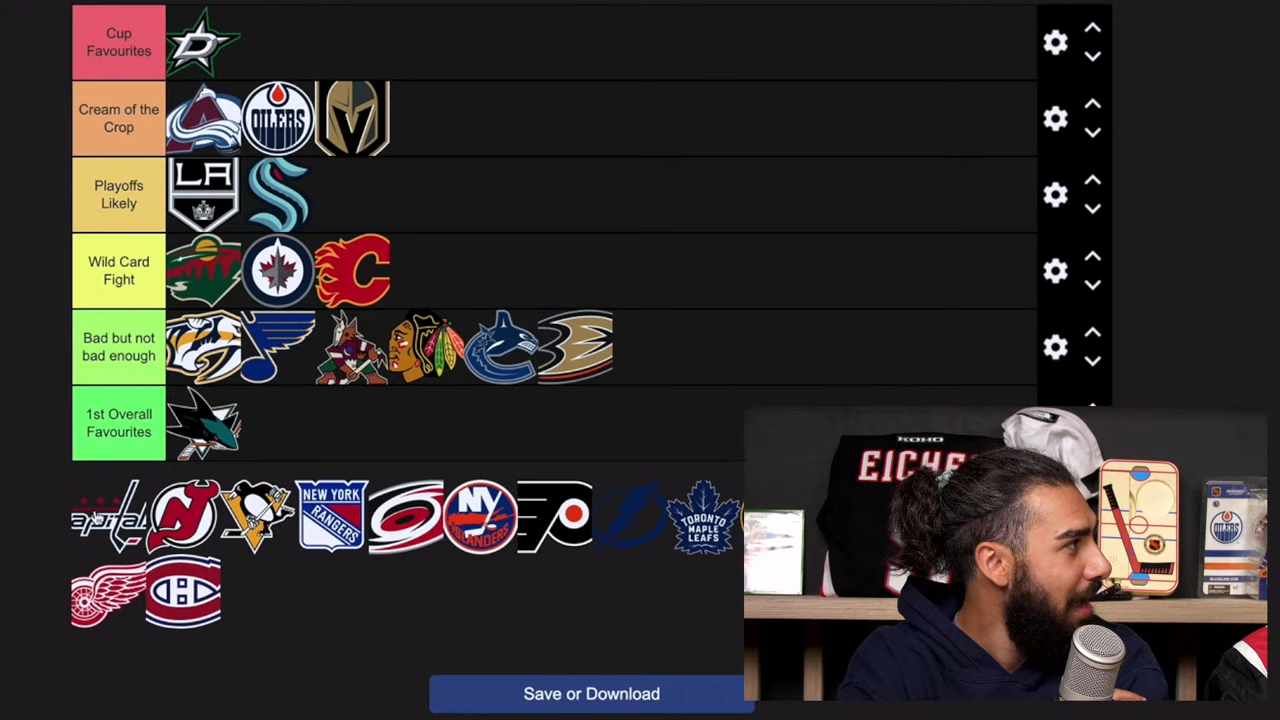 Cup
Favourites
Cream of the
Crop
OILERS
Playoffs
Likely
LA
Wild Card
Fight
Bad but not
bad enough
1st Overall
Favourites
NEW YORK
RANGERS
NY
ISLANDERS
TORONTO
MAPLE
LEAFS
KOHO
EICHE
OILERS
Save or Download